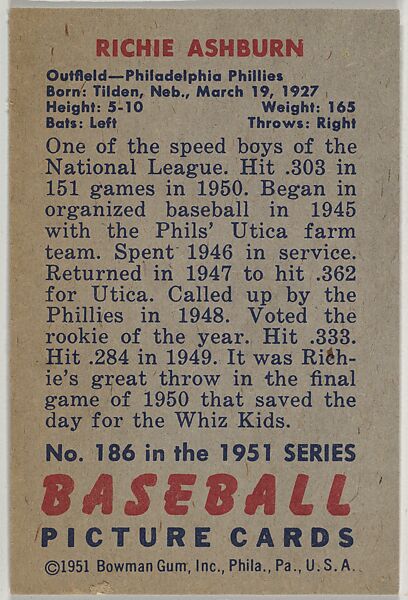 RICHIE ASHBURN
Outfield—Philadelphia Phillies
Born: Tilden, Neb., March 19, 1927
Height: 5-10 Weight: 165
Bats: Left Throws: Right
One of the speed boys of the
National League. Hit .303 in
151 games in 1950. Began in
organized baseball in 1945
with the Phils' Utica farm
team. Spent 1946 in service.
Returned in 1947 to hit .362
for Utica. Called up by the
Phillies in 1948. Voted the
rookie of the year. Hit .333.
Hit .284 in 1949. It was Rich-
ie's great throw in the final
game of 1950 that saved the
day for the Whiz Kids.
No. 186 in the 1951 SERIES
BASEBALL
PICTURE CARDS
©1951 Bowman Gum, Inc., Phila., Pa., U. S. A.